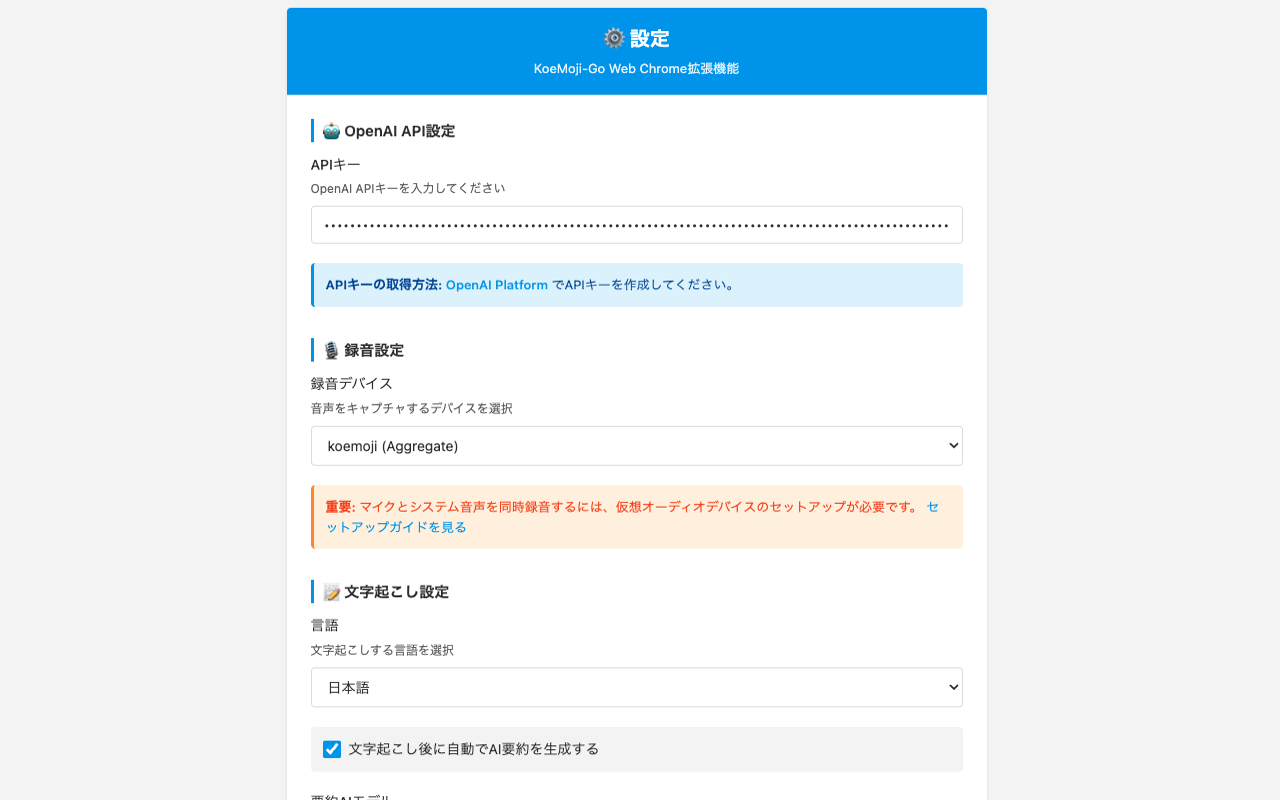 ⚙️ 設定
KoeMoji-Go Web Chrome拡張機能
🤖 OpenAI API設定
APIキー
OpenAI APIキーを入力してください
APIキーの取得方法: OpenAI Platform でAPIキーを作成してください。
🎙️ 録音設定
録音デバイス
音声をキャプチャするデバイスを選択
koemoji (Aggregate)
重要: マイクとシステム音声を同時録音するには、仮想オーディオデバイスのセットアップが必要です。 セ
ットアップガイドを見る
📝 文字起こし設定
言語
文字起こしする言語を選択
日本語
文字起こし後に自動でAI要約を生成する
要約AIモデル